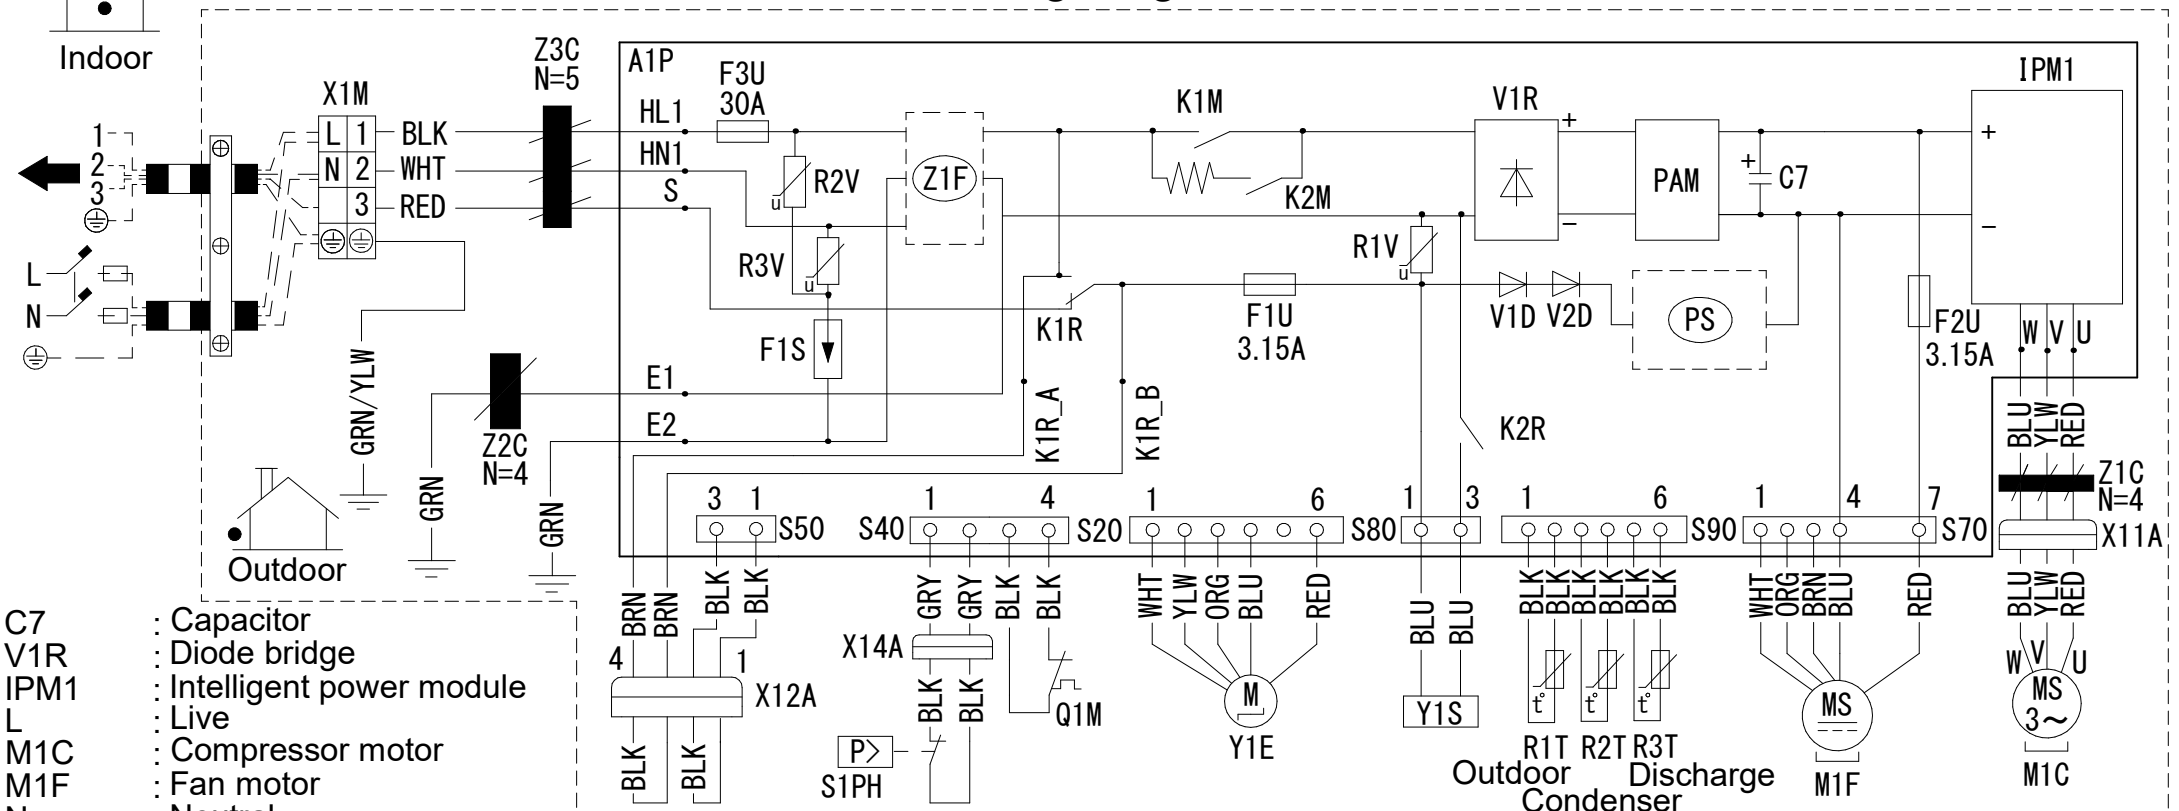 Indoor
1
2
3
L
N
X1M
L 1 BLK
N 2 WHT
3 RED
GRN/YLW
Z3C
N=5
A1P
HL1
HN1
S
F3U
30A
R2V
u
R3V
u
F1S
Z1F
K1M
K2M
V1R
+
−
PAM
+
C7
IPM1
+
−
R1V
u
K1R
F1U
3.15A
V1D V2D
PS
F2U
3.15A
W V U
E1
E2
Z2C
N=4
GRN
GRN
K1R_A
K1R_B
K2R
BLU
YLW
RED
Z1C
N=4
X11A
Outdoor
3 1 S50
S40 1 4
S20 1 6
S80 1 3
1 6 S90
1 4 7 S70
BRN
BRN
BLK
BLK
GRY
GRY
BLK
BLK
WHT
YLW
ORG
BLU
RED
BLU
BLU
BLK
BLK
BLK
BLK
BLK
BLK
WHT
ORG
BRN
BLU
RED
BLU
YLW
RED
4 1
X12A
BLK
BLK
X14A
BLK
BLK
P>
S1PH
Q1M
M
Y1E
Y1S
t°
t°
t°
R1T R2T R3T
Outdoor Discharge
Condenser
MS
M1F
W V U
MS
3~
M1C
C7 : Capacitor
V1R : Diode bridge
IPM1 : Intelligent power module
L : Live
M1C : Compressor motor
M1F : Fan motor
N : Neutral